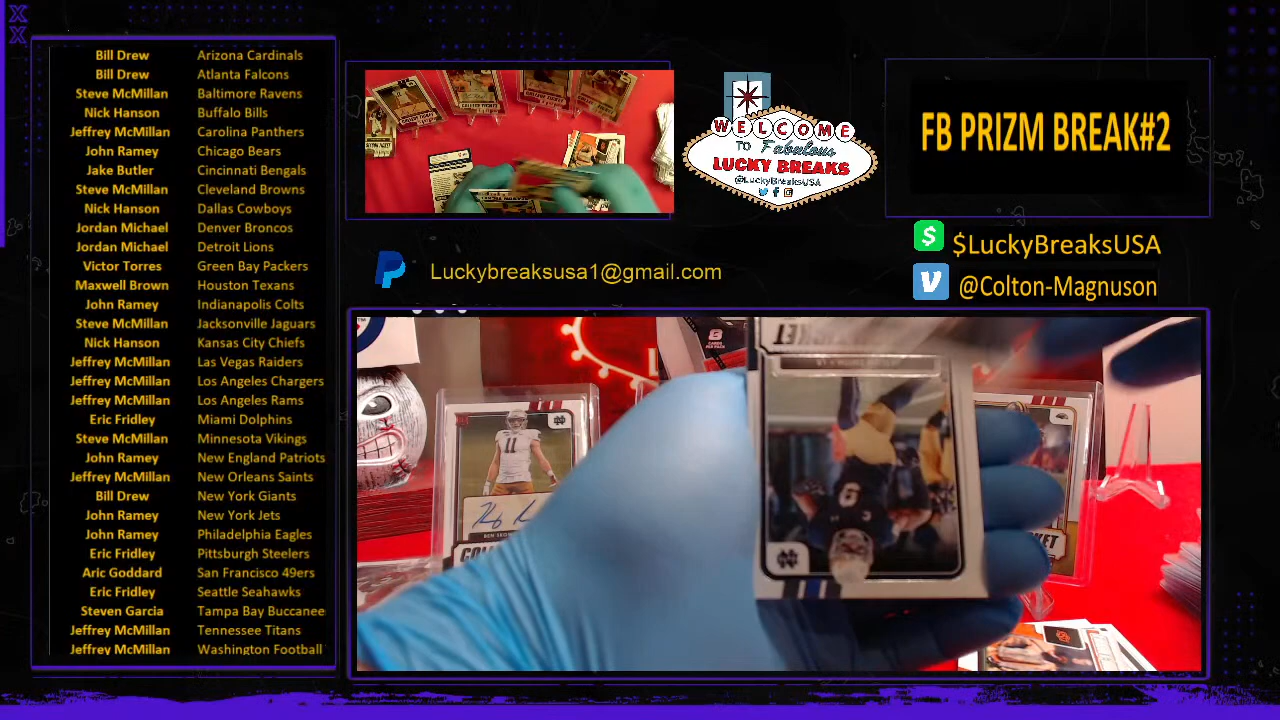 Bill Drew Arizona Cardinals
Bill Drew Atlanta Falcons
Steve McMillan Baltimore Ravens
Nick Hanson Buffalo Bills
Jeffrey McMillan Carolina Panthers
John Ramey Chicago Bears
Jake Butler Cincinnati Bengals
Steve McMillan Cleveland Browns
Nick Hanson Dallas Cowboys
Jordan Michael Denver Broncos
Jordan Michael Detroit Lions
Victor Torres Green Bay Packers
Maxwell Brown Houston Texans
John Ramey Indianapolis Colts
Steve McMillan Jacksonville Jaguars
Nick Hanson Kansas City Chiefs
Jeffrey McMillan Las Vegas Raiders
Jeffrey McMillan Los Angeles Chargers
Jeffrey McMillan Los Angeles Rams
Eric Fridley Miami Dolphins
Steve McMillan Minnesota Vikings
John Ramey New England Patriots
Jeffrey McMillan New Orleans Saints
Bill Drew New York Giants
John Ramey New York Jets
John Ramey Philadelphia Eagles
Eric Fridley Pittsburgh Steelers
Aric Goddard San Francisco 49ers
Eric Fridley Seattle Seahawks
Steven Garcia Tampa Bay Buccanee
Jeffrey McMillan Tennessee Titans
Jeffrey McMillan Washington Football
WELCOME
TO Fabulous
LUCKY BREAKS
@LuckyBreaksUSA
FB PRIZM BREAK#2
$LuckyBreaksUSA
@Colton-Magnuson
Luckybreaksusa1@gmail.com
11
TICKET